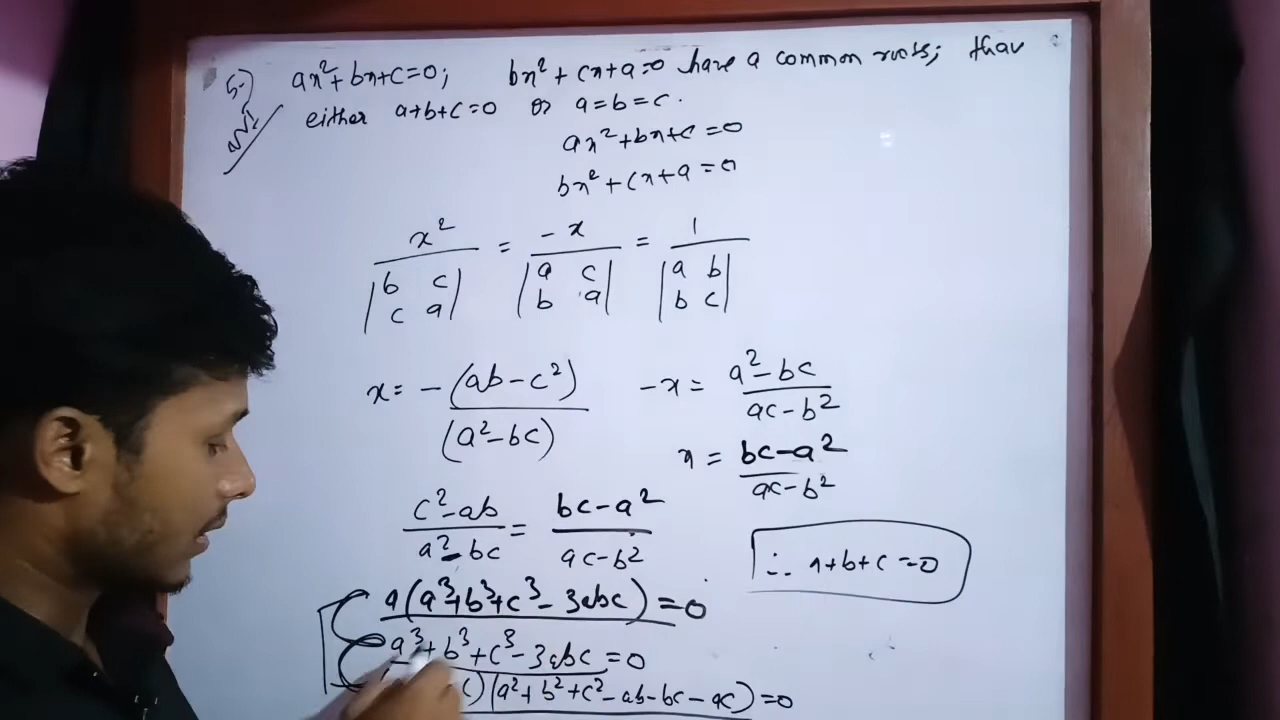 5-) ax²+bx+c=0; bx²+cx+a=0 have a common roots; than
either a+b+c=0 or a=b=c.
ax²+bx+c=0
bx²+cx+a=0
x² / |b c; c a| = -x / |a c; b a| = 1 / |a b; b c|
x= -(ab-c²) / (a²-bc) -x= a²-bc / ac-b²
x = bc-a² / ac-b²
c²-ab / a²-bc = bc-a² / ac-b²
∴ a+b+c=0
a(a³+b³+c³-3abc)=0
a³+b³+c³-3abc=0
c)(a²+b²+c²-ab-bc-ac)=0